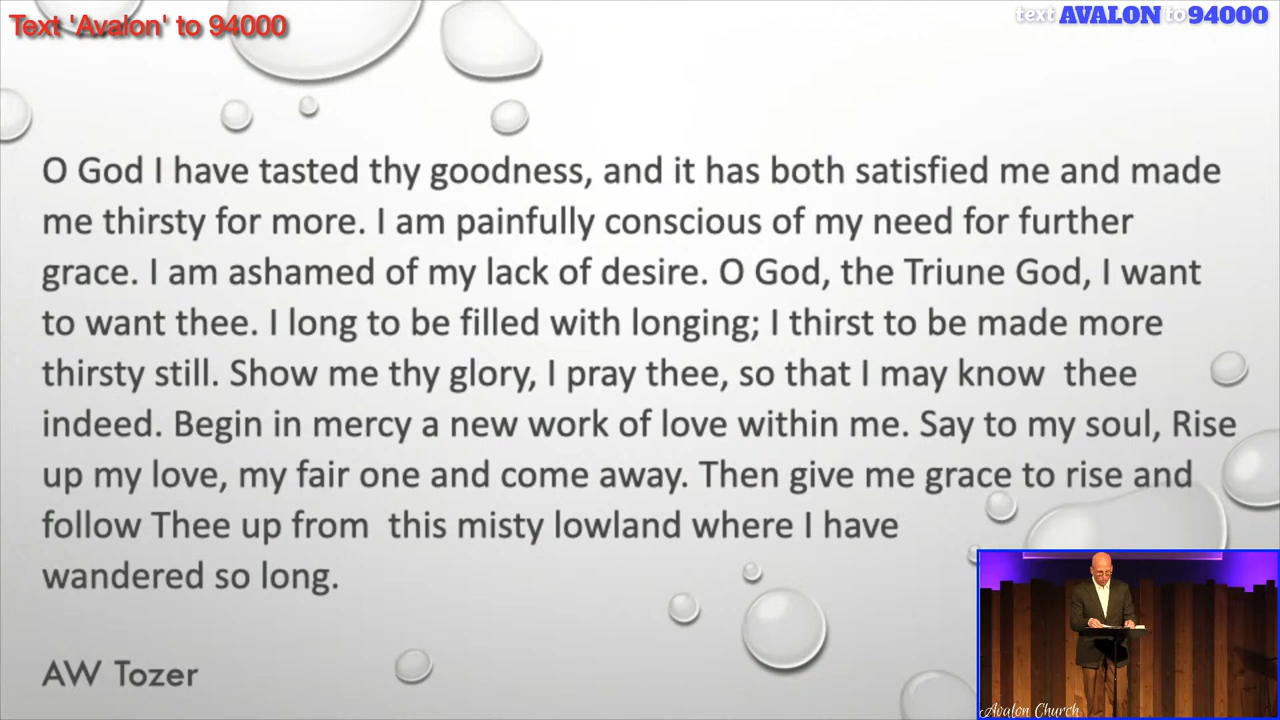 Text 'Avalon' to 94000
text AVALON to 94000
O God I have tasted thy goodness, and it has both satisfied me and made
me thirsty for more. I am painfully conscious of my need for further
grace. I am ashamed of my lack of desire. O God, the Triune God, I want
to want thee. I long to be filled with longing; I thirst to be made more
thirsty still. Show me thy glory, I pray thee, so that I may know  thee
indeed. Begin in mercy a new work of love within me. Say to my soul, Rise
up my love, my fair one and come away. Then give me grace to rise and
follow Thee up from  this misty lowland where I have
wandered so long.
AW Tozer
Avalon Church